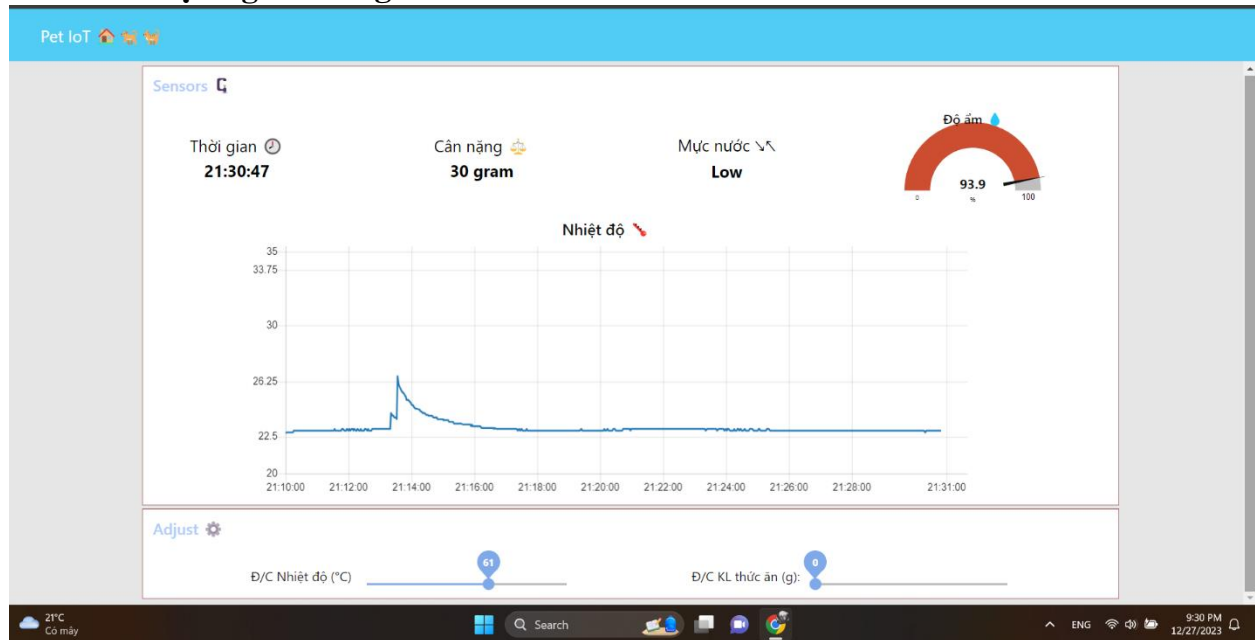 Pet IoT
Sensors
Thời gian
21:30:47
Cân nặng
30 gram
Mực nước
Low
Độ ẩm
93.9
0
%
100
Nhiệt độ
35
33.75
30
26.25
22.5
20
21:10:00 21:12:00 21:14:00 21:16:00 21:18:00 21:20:00 21:22:00 21:24:00 21:26:00 21:28:00 21:31:00
Adjust
61
0
Đ/C Nhiệt độ (°C)
Đ/C KL thức ăn (g):
21°C
Có mây
Search
ENG
9:30 PM
12/27/2023